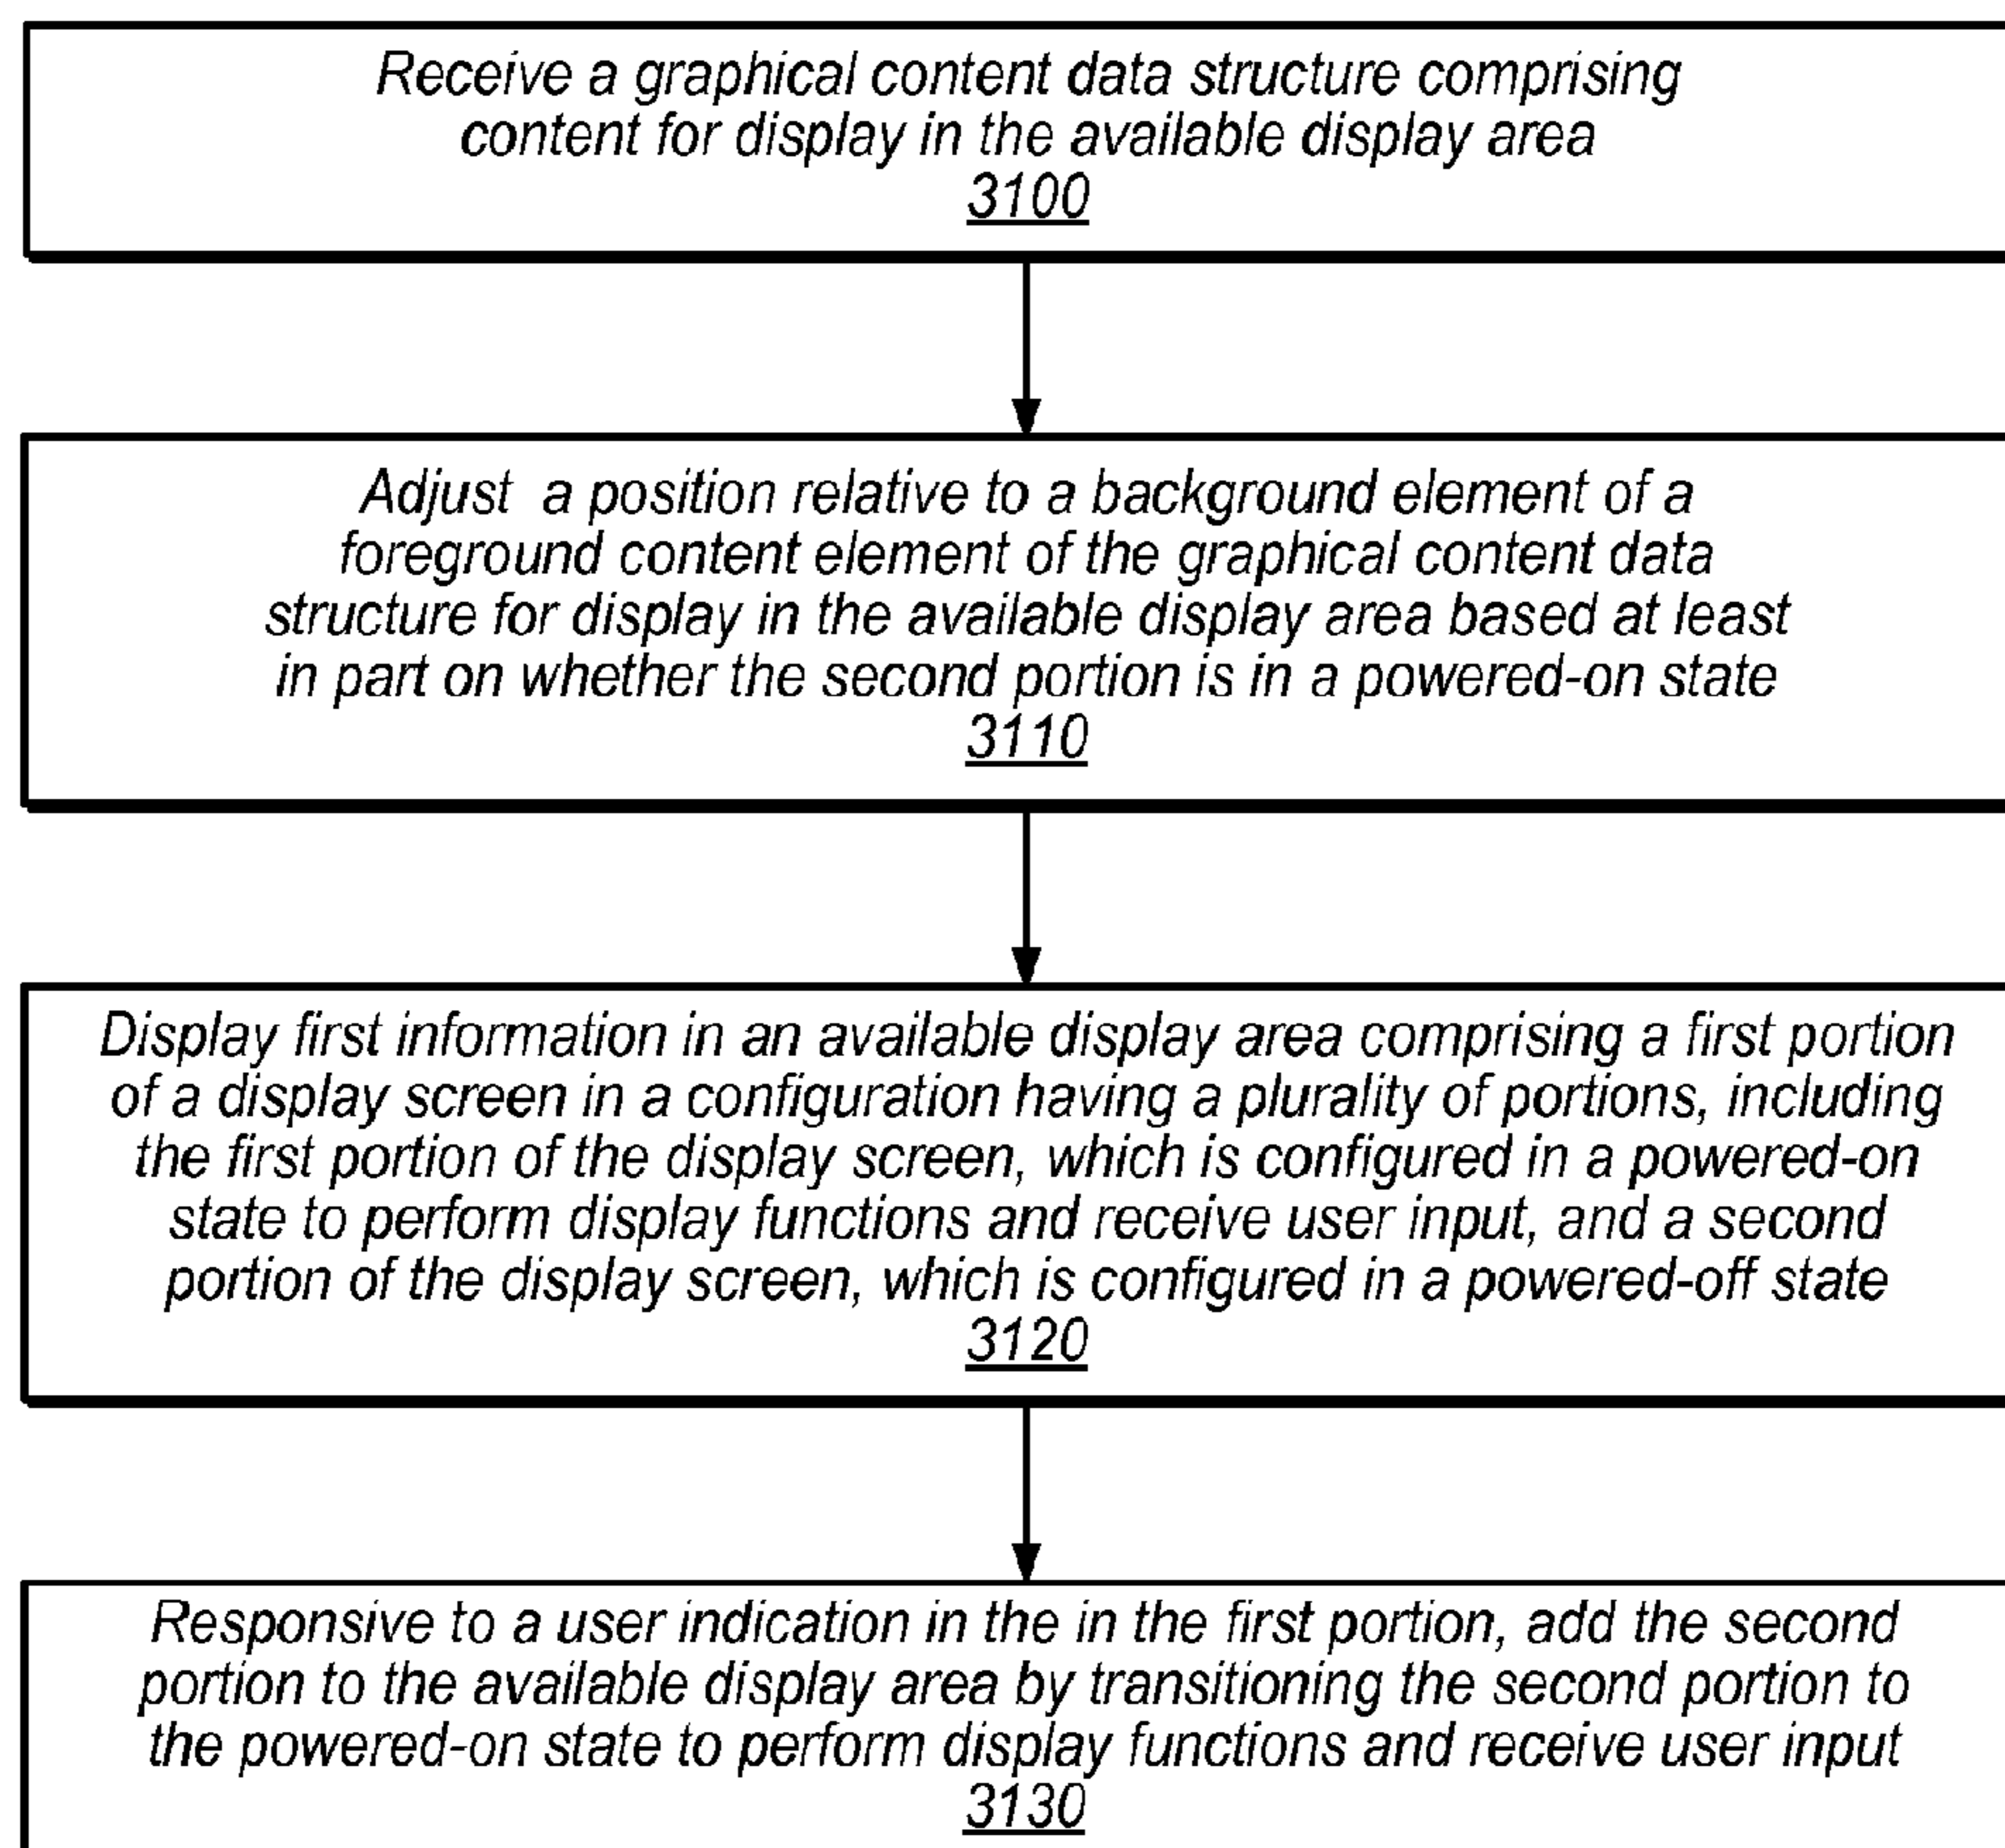 Receive a graphical content data structure comprising
content for display in the available display area
3100
Adjust a position relative to a background element of a
foreground content element of the graphical content data
structure for display in the available display area based at least
in part on whether the second portion is in a powered-on state
3110
Display first information in an available display area comprising a first portion
of a display screen in a configuration having a plurality of portions, including
the first portion of the display screen, which is configured in a powered-on
state to perform display functions and receive user input, and a second
portion of the display screen, which is configured in a powered-off state
3120
Responsive to a user indication in the in the first portion, add the second
portion to the available display area by transitioning the second portion to
the powered-on state to perform display functions and receive user input
3130